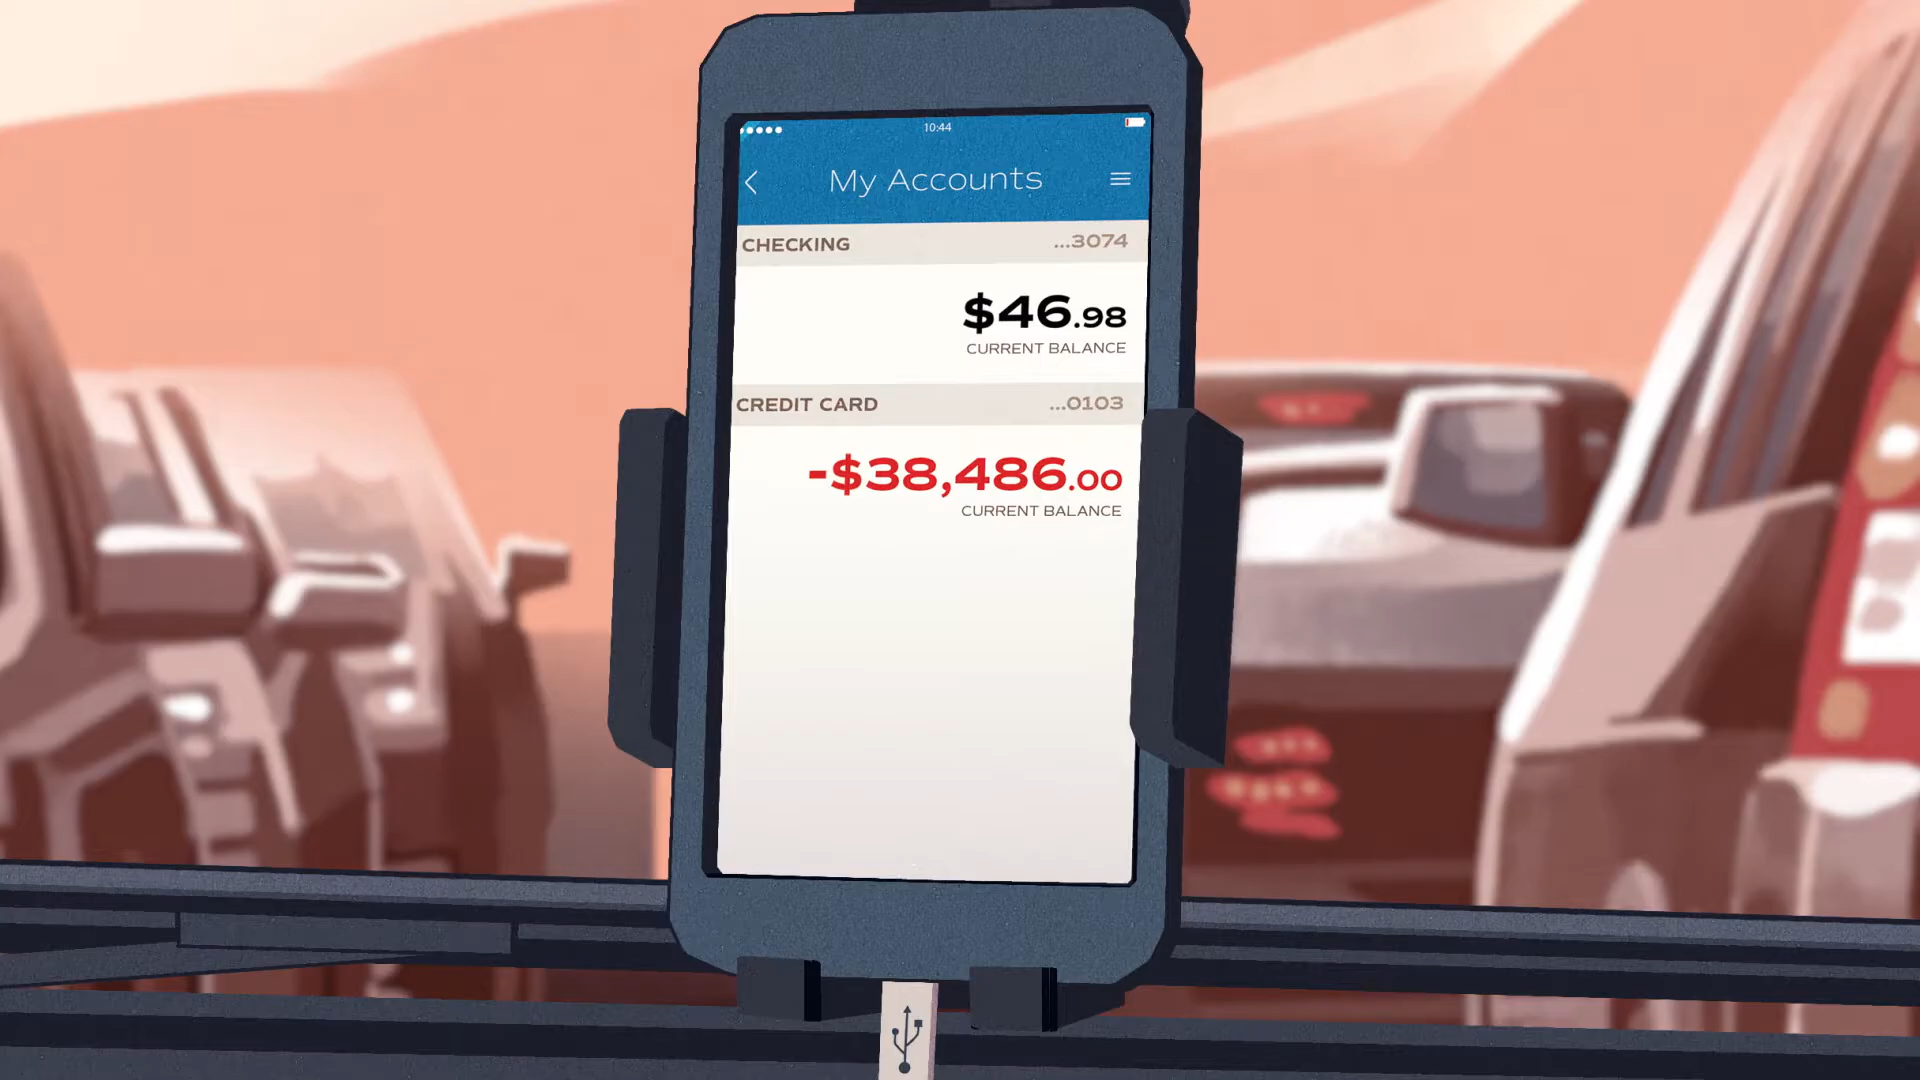 10:44
My Accounts
CHECKING ...3074
$46.98
CURRENT BALANCE
CREDIT CARD ...0103
-$38,486.00
CURRENT BALANCE